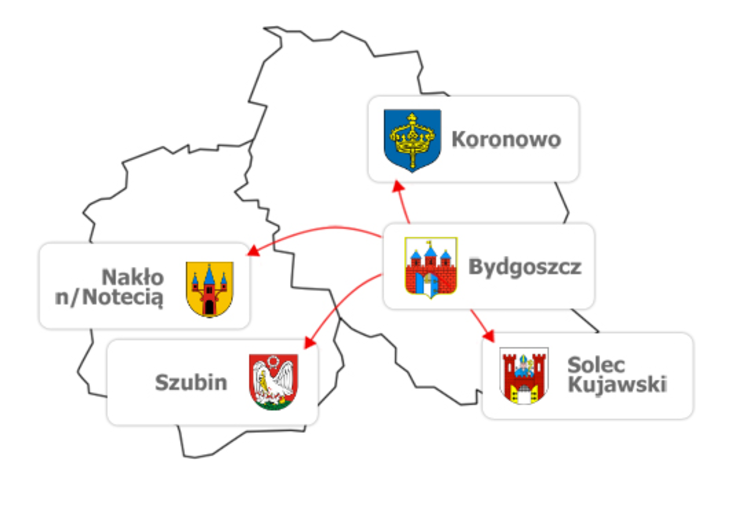 Koronowo
Bydgoszcz
Nakło
n/Notecią
Szubin
Solec
Kujawski